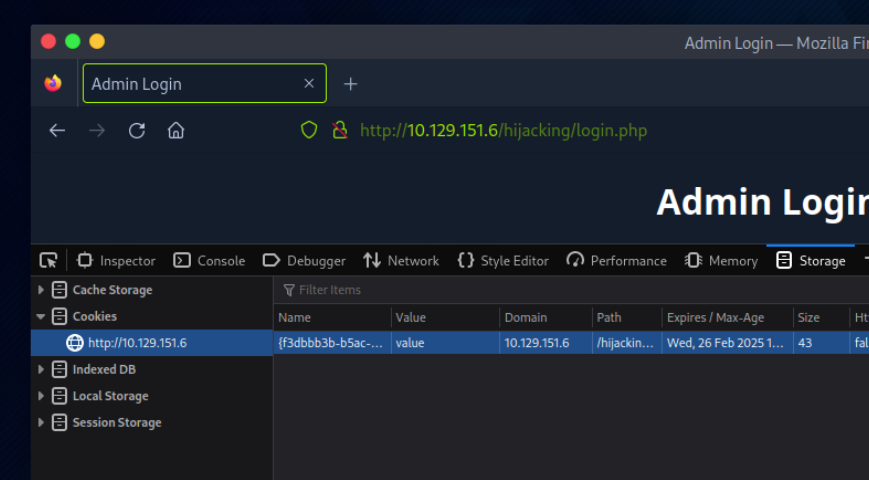 Admin Login — Mozilla Fi
Admin Login
http://10.129.151.6/hijacking/login.php
Admin Login
Inspector Console Debugger Network Style Editor Performance Memory Storage
Cache Storage Filter Items
Cookies Name Value Domain Path Expires / Max-Age Size Ht
http://10.129.151.6 {f3dbbb3b-b5ac-... value 10.129.151.6 /hijackin... Wed, 26 Feb 2025 1... 43 fal
Indexed DB
Local Storage
Session Storage